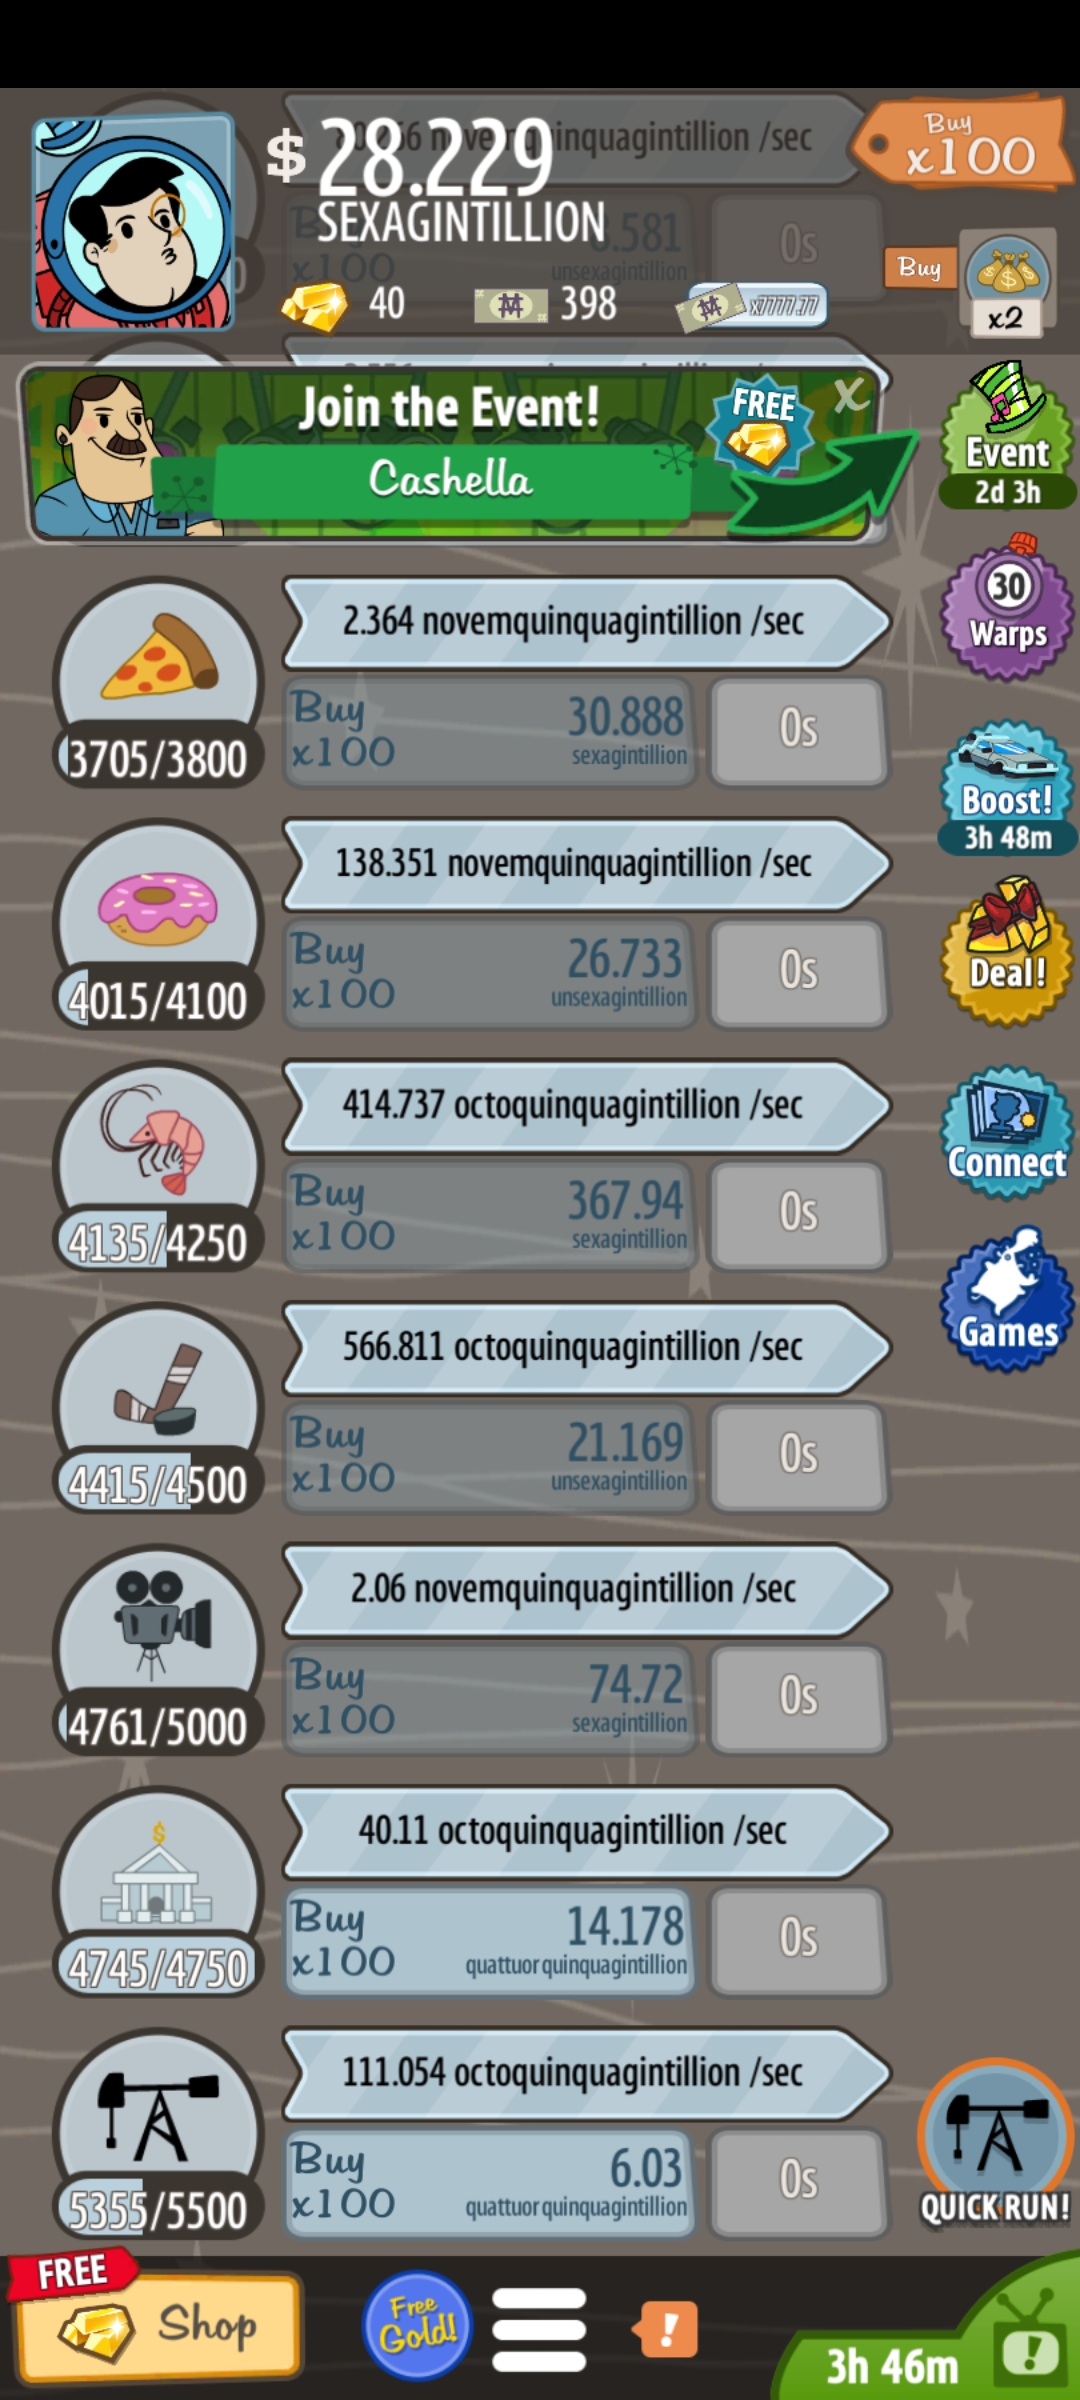 novemquinquagintillion /sec
$ 28.229
SEXAGINTILLION
Buy
x100
Buy
x100
.581
unsexagintillion
0s
Buy
x2
40
398
x7777.77
Join the Event!
Cashella
FREE
X
Event
2d 3h
2.364 novemquinquagintillion /sec
Buy
x100
30.888
sexagintillion
0s
3705/3800
30
Warps
138.351 novemquinquagintillion /sec
Buy
x100
26.733
unsexagintillion
0s
4015/4100
Boost!
3h 48m
Deal!
414.737 octoquinquagintillion /sec
Buy
x100
367.94
sexagintillion
0s
4135/4250
Connect
566.811 octoquinquagintillion /sec
Buy
x100
21.169
unsexagintillion
0s
4415/4500
Games
2.06 novemquinquagintillion /sec
Buy
x100
74.72
sexagintillion
0s
4761/5000
40.11 octoquinquagintillion /sec
Buy
x100
14.178
quattuorquinquagintillion
0s
4745/4750
$
111.054 octoquinquagintillion /sec
Buy
x100
6.03
quattuorquinquagintillion
0s
5355/5500
QUICK RUN!
FREE
Shop
Free
Gold!
!
3h 46m
!